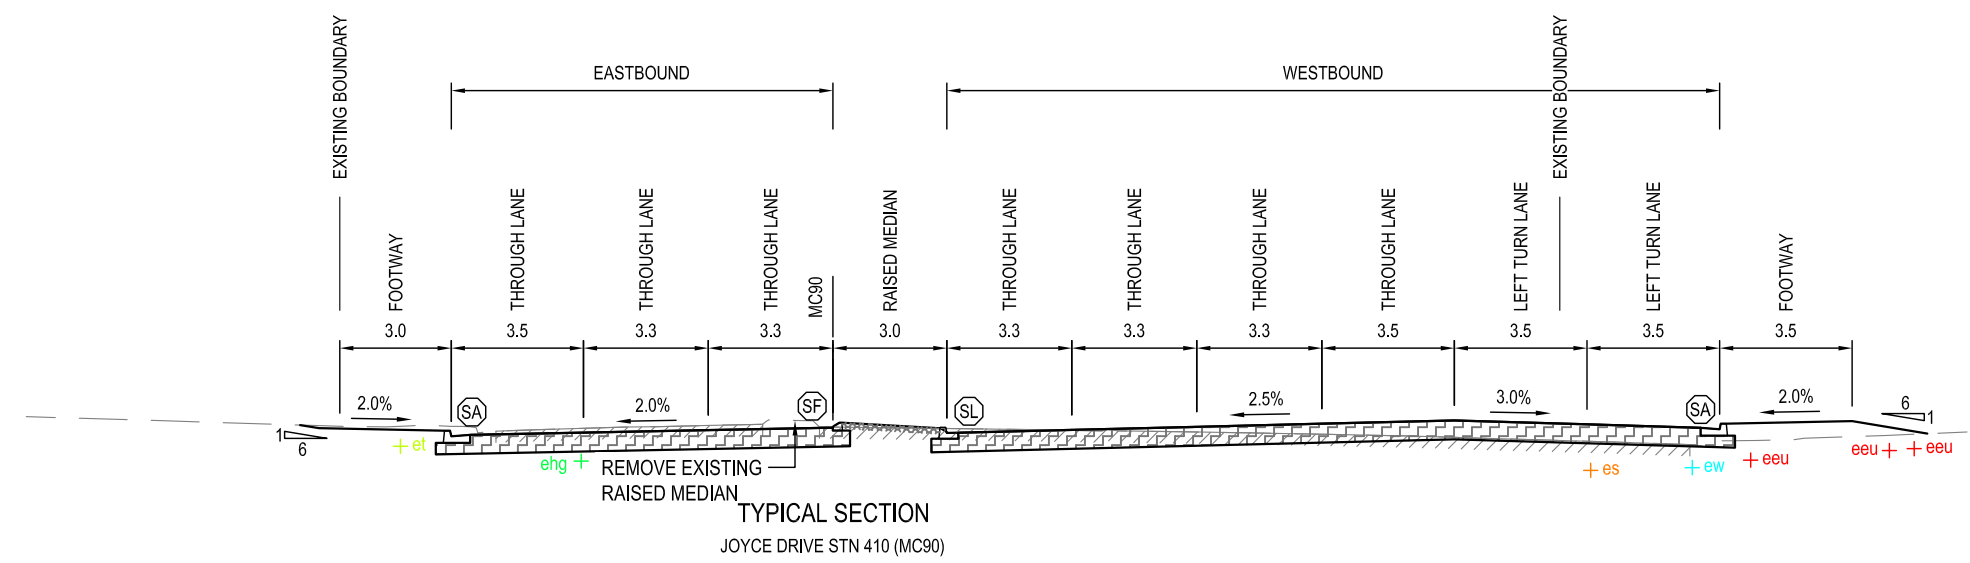 EXISTING BOUNDARY
EASTBOUND
WESTBOUND
EXISTING BOUNDARY
FOOTWAY
THROUGH LANE
THROUGH LANE
THROUGH LANE
MC90
RAISED MEDIAN
THROUGH LANE
THROUGH LANE
THROUGH LANE
THROUGH LANE
LEFT TURN LANE
LEFT TURN LANE
FOOTWAY
3.0 3.5 3.3 3.3 3.0 3.3 3.3 3.3 3.5 3.5 3.5 3.5
2.0% SA 2.0% SF SL 2.5% 3.0% SA 2.0% 6
1
1
6
et
ehg
es
ew
eeu
eeu
eeu
REMOVE EXISTING
RAISED MEDIAN
TYPICAL SECTION
JOYCE DRIVE STN 410 (MC90)